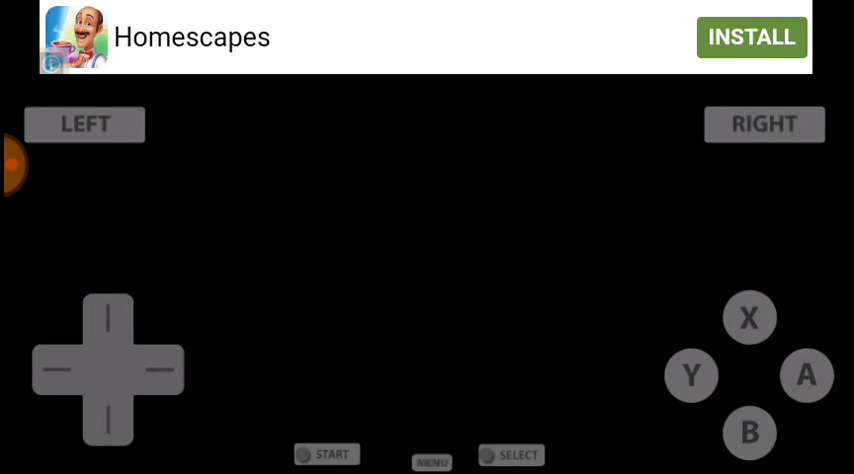 Homescapes
INSTALL
LEFT
RIGHT
X
Y
A
B
START
MENU
SELECT